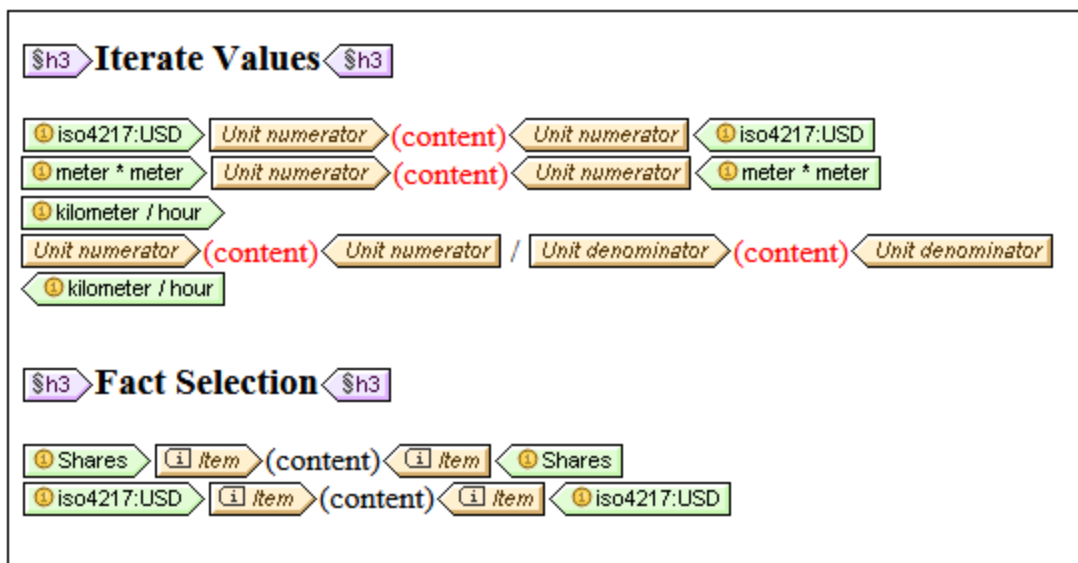 §h3 Iterate Values §h3
iso4217:USD Unit numerator (content) Unit numerator iso4217:USD
meter * meter Unit numerator (content) Unit numerator meter * meter
kilometer / hour
Unit numerator (content) Unit numerator / Unit denominator (content) Unit denominator
kilometer / hour
§h3 Fact Selection §h3
Shares i Item (content) i Item Shares
iso4217:USD i Item (content) i Item iso4217:USD